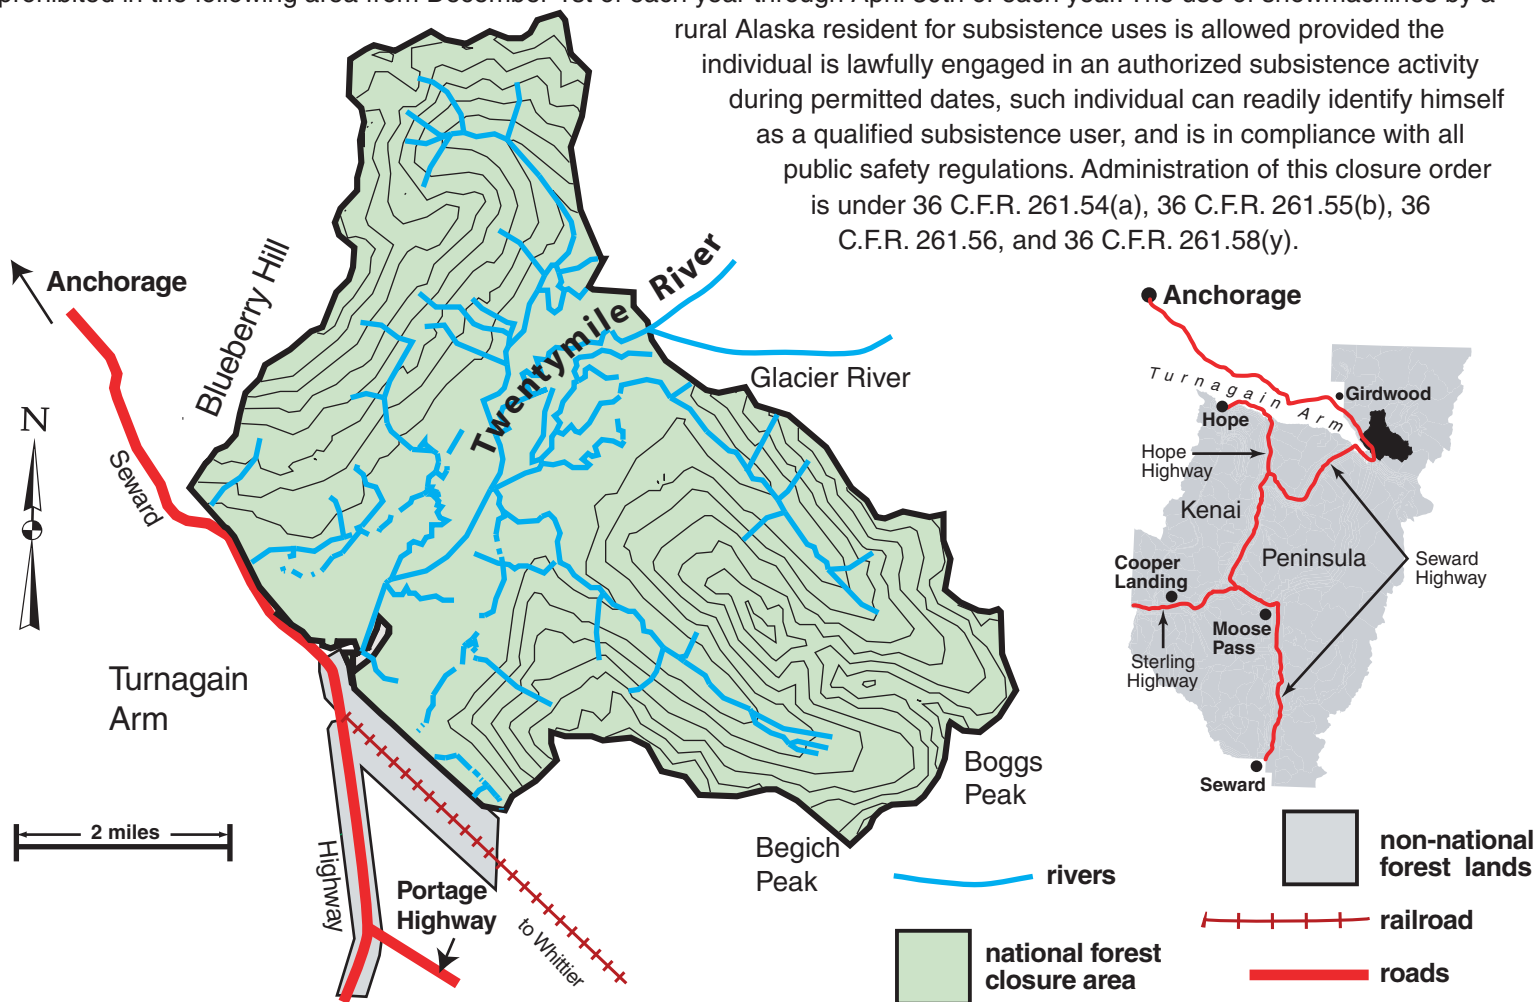 prohibited in the following area from December 1st of each year through April 30th of each year. The use of snowmachines by a
rural Alaska resident for subsistence uses is allowed provided the
individual is lawfully engaged in an authorized subsistence activity
during permitted dates, such individual can readily identify himself
as a qualified subsistence user, and is in compliance with all
public safety regulations. Administration of this closure order
is under 36 C.F.R. 261.54(a), 36 C.F.R. 261.55(b), 36
C.F.R. 261.56, and 36 C.F.R. 261.58(y).
Anchorage
Blueberry Hill
Twentymile River
Glacier River
N
Seward
Turnagain
Arm
2 miles
Highway
Portage
Highway
to Whittier
Boggs
Peak
Begich
Peak
Anchorage
Turnagain Arm
Girdwood
Hope
Hope
Highway
Kenai
Peninsula
Cooper
Landing
Seward
Highway
Moose
Pass
Sterling
Highway
Seward
rivers
national forest
closure area
non-national
forest lands
railroad
roads